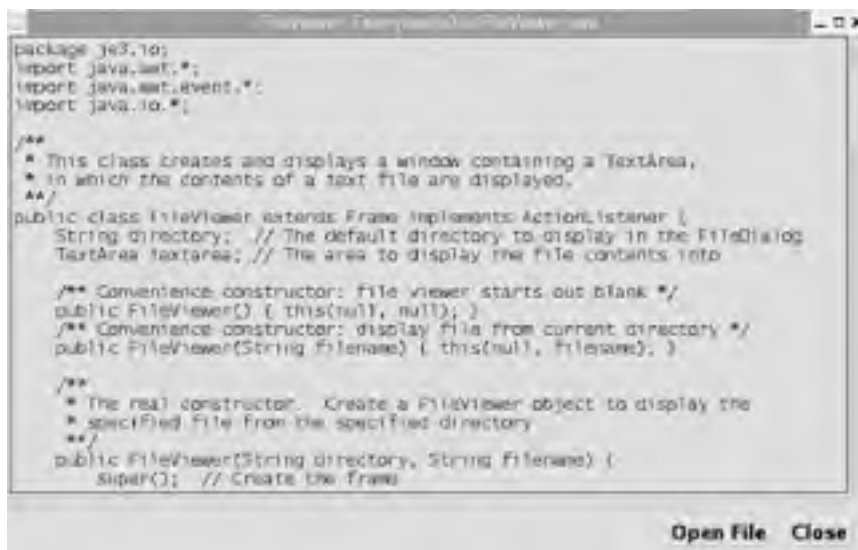 FileViewer:
package je3.io;
import java.awt.*;
import java.awt.event.*;
import java.io.*;
/**
* This class creates and displays a window containing a TextArea,
* in which the contents of a text file are displayed.
**/
public class FileViewer extends Frame implements ActionListener {
String directory; // The default directory to display in the FileDialog
TextArea textarea; // The area to display the file contents into
/** Convenience constructor: file viewer starts out blank */
public FileViewer() { this(null, null); }
/** Convenience constructor: display file from current directory */
public FileViewer(String filename) { this(null, filename); }
/**
* The real constructor. Create a FileViewer object to display the
* specified file from the specified directory
**/
public FileViewer(String directory, String filename) {
super(); // Create the frame
Open File Close